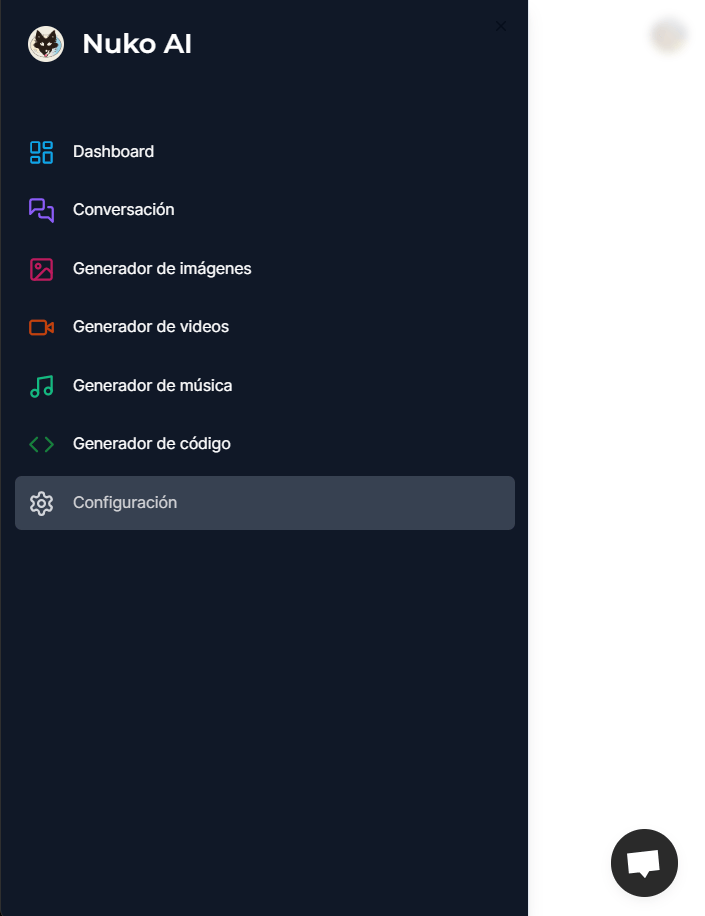 Nuko AI
Dashboard
Conversación
Generador de imágenes
Generador de videos
Generador de música
Generador de código
Configuración